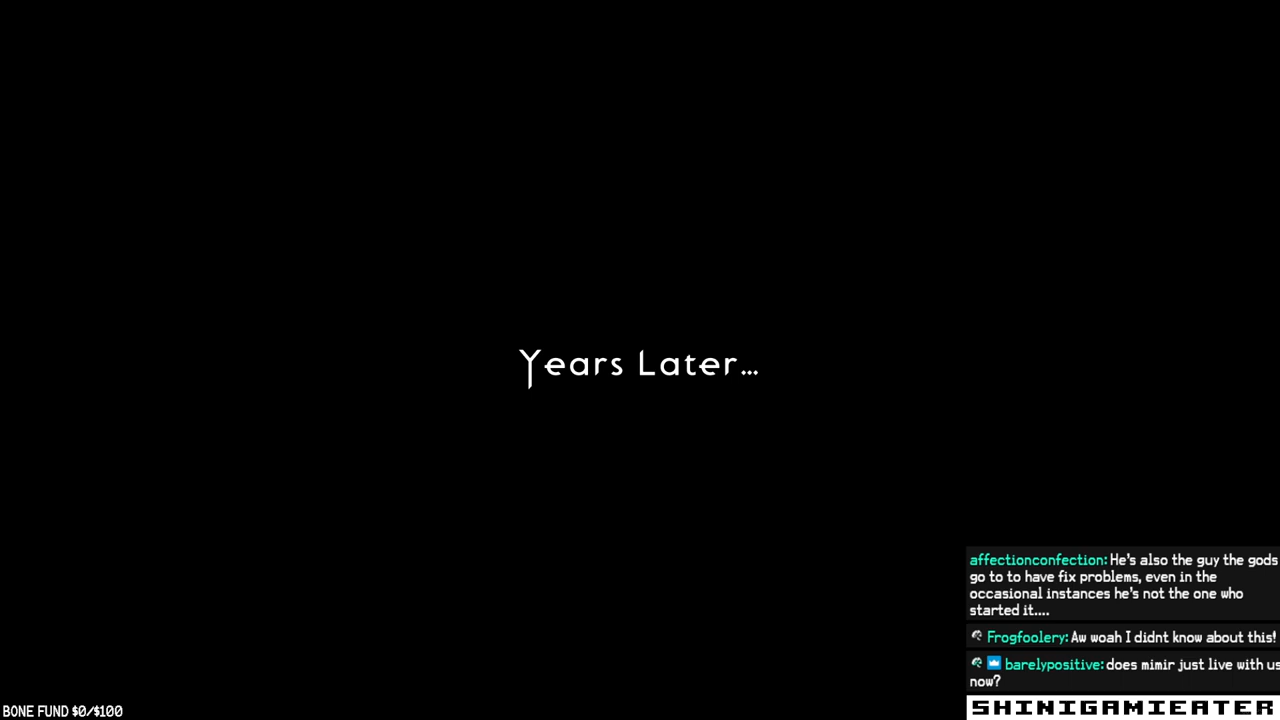 Years Later...
affectionconfection: He's also the guy the gods
go to to have fix problems, even in the
occasional instances he's not the one who
started it....
Frogfoolery: Aw woah I didnt know about this!
barelypositive: does mimir just live with us
now?
SHINIGAMIEATER
BONE FUND $0/$100